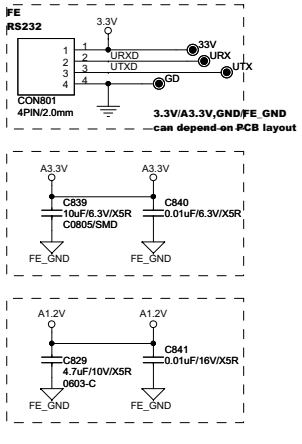 FE
RS232
3.3V
1 1
2 2 URXD
3 3 UTXD
4 4
33V
URX
UTX
GD
CON801
4PIN/2.0mm
3.3V/A3.3V,GND/FE_GND
can depend on PCB layout
A3.3V A3.3V
C839 C840
10uF/6.3V/X5R 0.01uF/6.3V/X5R
C0805/SMD
FE_GND FE_GND
A1.2V A1.2V
C829 C841
4.7uF/10V/X5R 0.01uF/16V/X5R
0603-C
FE_GND FE_GND